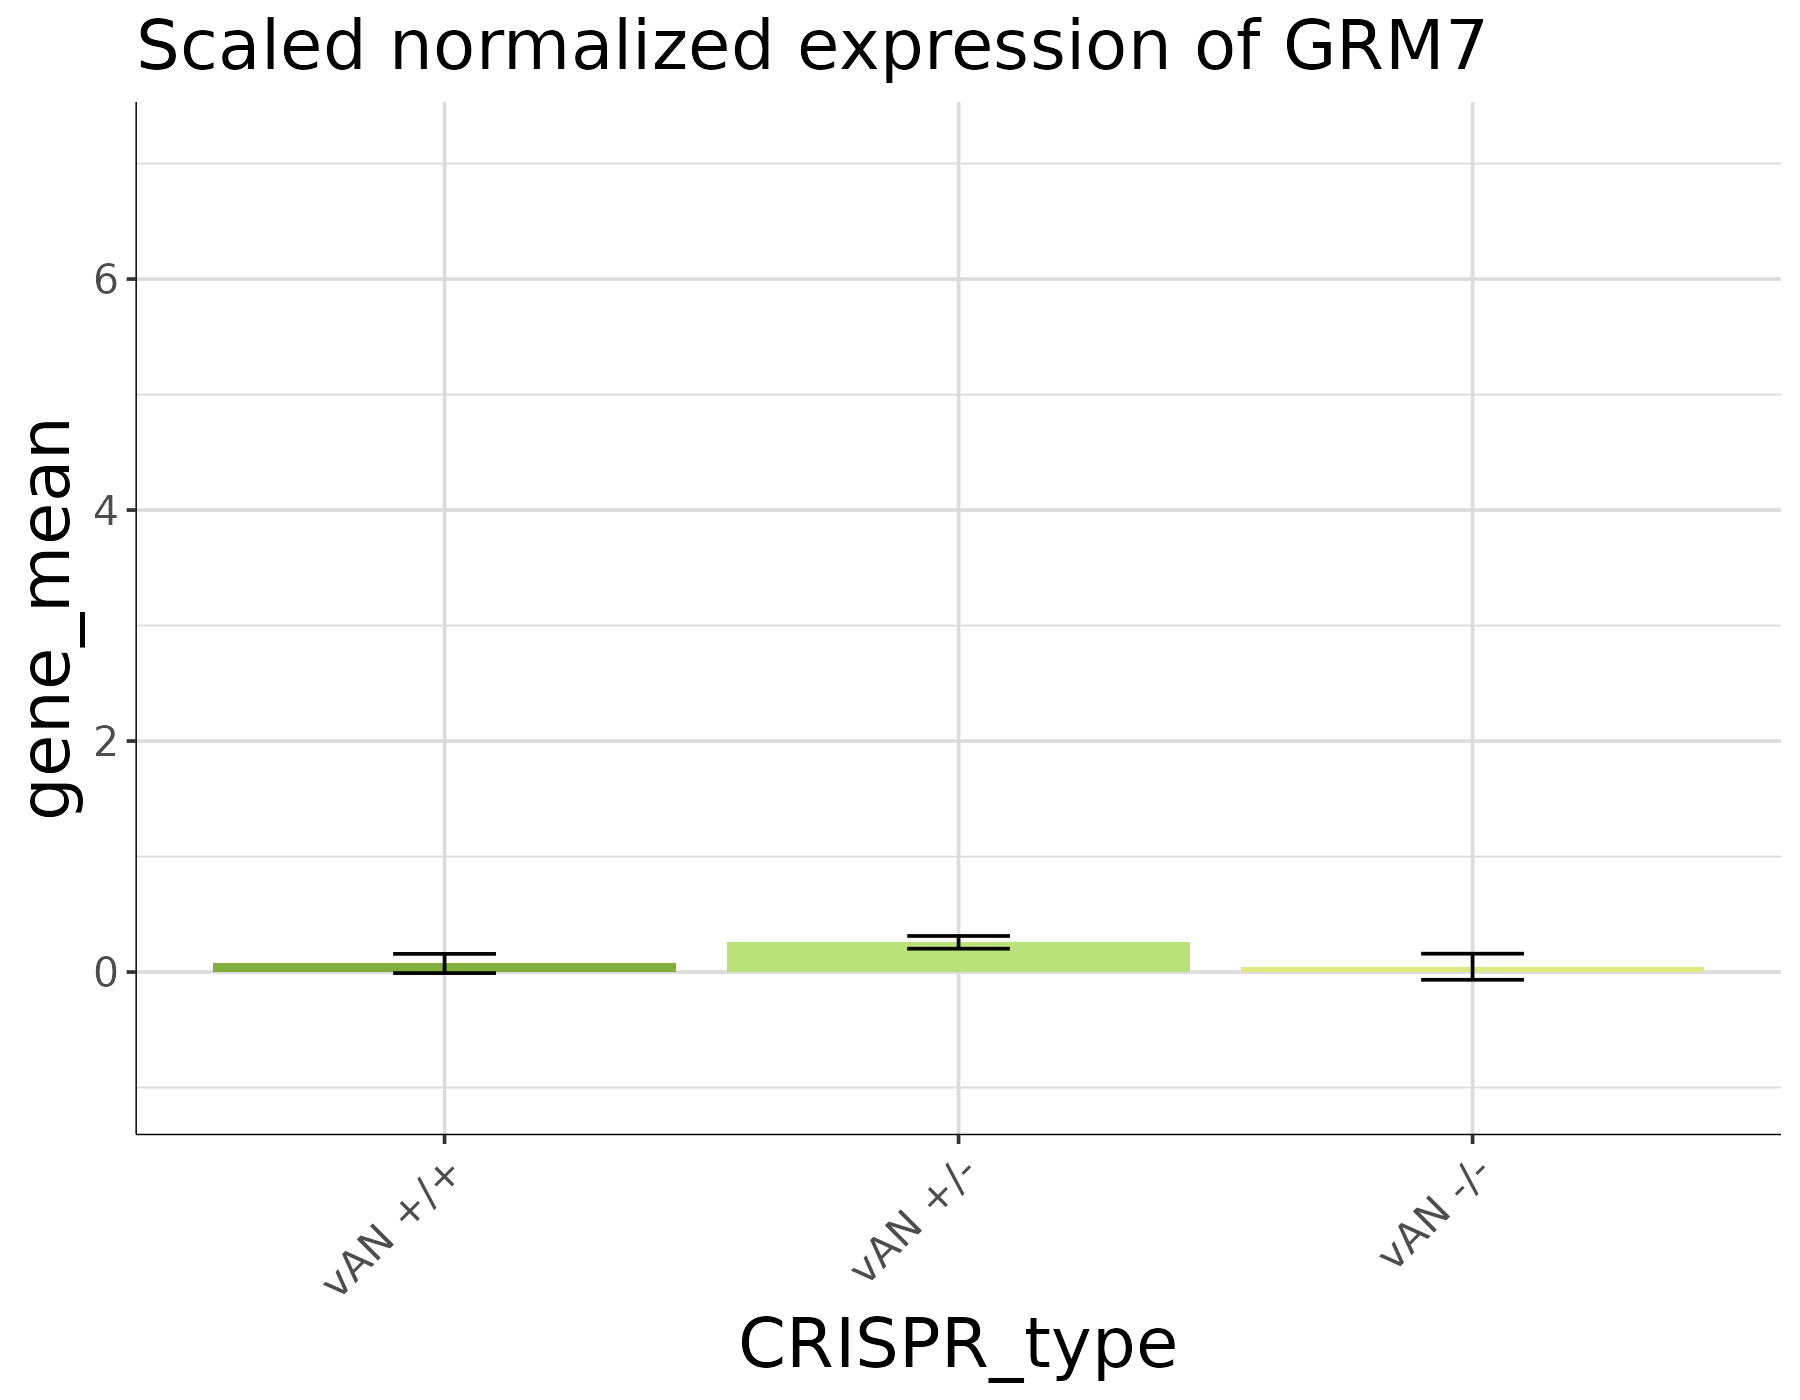 Scaled normalized expression of GRM7
gene_mean
6
4
2
0
vAN +/+
vAN +/-
vAN -/-
CRISPR_type